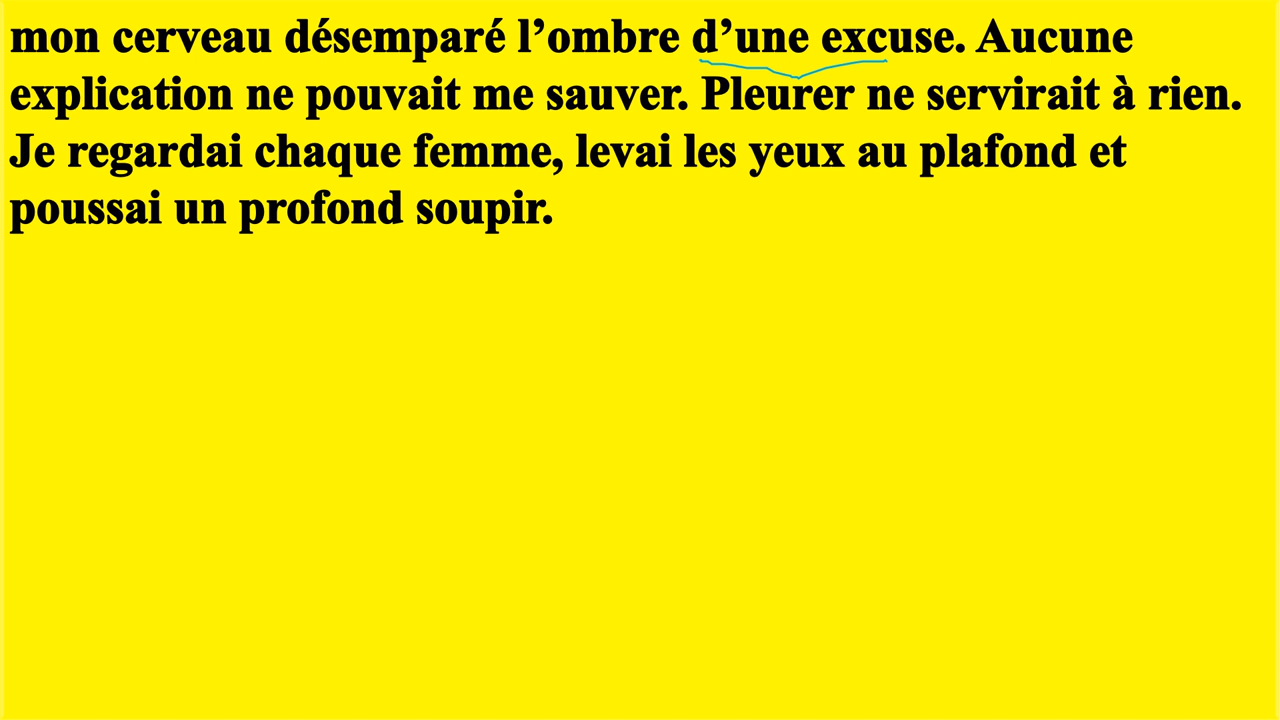 mon cerveau désemparé l’ombre d’une excuse. Aucune
explication ne pouvait me sauver. Pleurer ne servirait à rien.
Je regardai chaque femme, levai les yeux au plafond et
poussai un profond soupir.